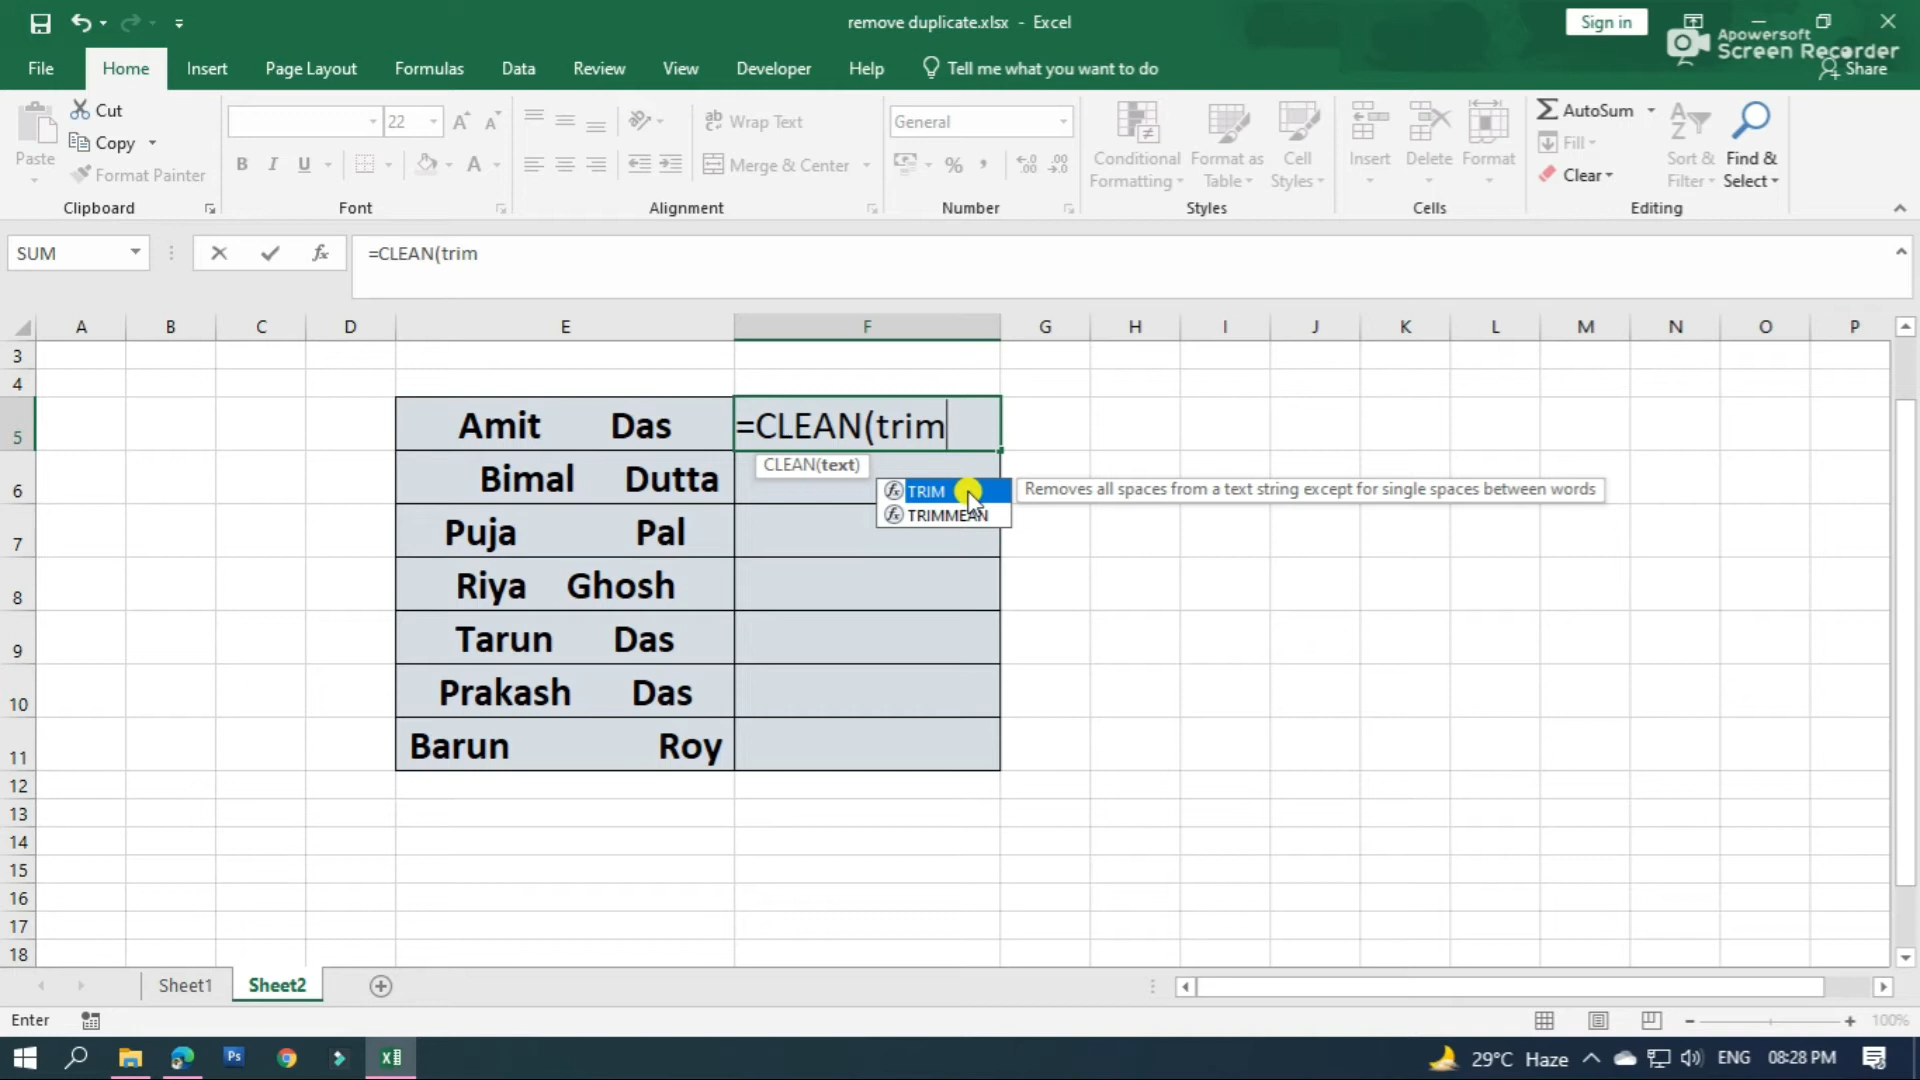 remove duplicate.xlsx - Excel
Sign in
Apowersoft
Screen Recorder
File Home Insert Page Layout Formulas Data Review View Developer Help Tell me what you want to do Share
Paste
Cut
Copy
Format Painter
Clipboard
22
B I U
Font
Wrap Text
Merge & Center
Alignment
General
Number
Conditional Formatting
Format as Table
Cell Styles
Styles
Insert
Delete
Format
Cells
AutoSum
Fill
Clear
Sort & Filter
Find & Select
Editing
SUM
fx
=CLEAN(trim
A B C D E F G H I J K L M N O P
3
4
5 Amit Das =CLEAN(trim
CLEAN(text)
6 Bimal Dutta
TRIM Removes all spaces from a text string except for single spaces between words
TRIMMEAN
7 Puja Pal
8 Riya Ghosh
9 Tarun Das
10 Prakash Das
11 Barun Roy
12
13
14
15
16
17
18
Sheet1 Sheet2
Enter
100%
Ps
29°C Haze ENG 08:28 PM